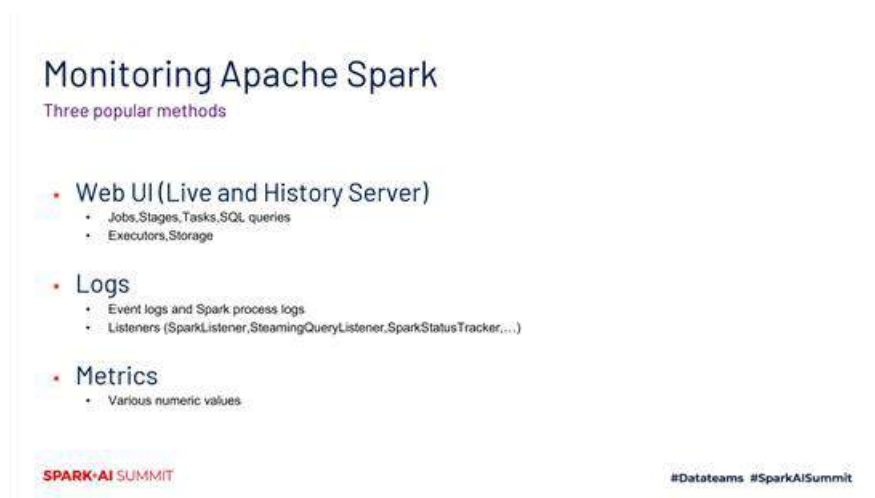 Monitoring Apache Spark
Three popular methods
• Web UI (Live and History Server)
• Jobs,Stages,Tasks,SQL queries
• Executors,Storage
• Logs
• Event logs and Spark process logs
• Listeners (SparkListener,SteamingQueryListener,SparkStatusTracker,…)
• Metrics
• Various numeric values
SPARK+AI SUMMIT
#Datateams #SparkAISummit